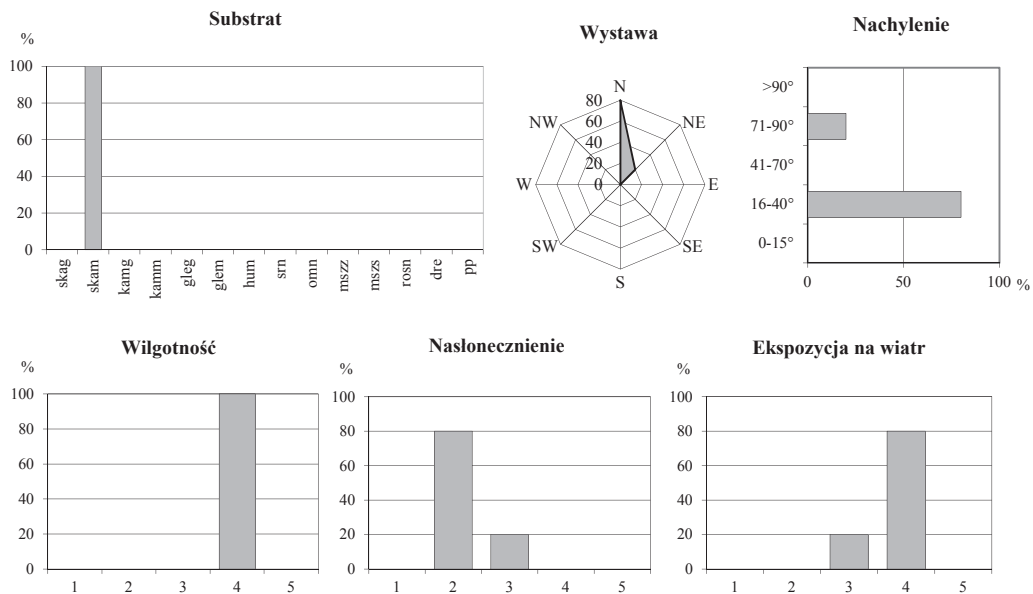 Substrat
%
100
80
60
40
20
0
skag skam kamg kamm gleg glem hum srn omn mszz mszs rosn dre pp
Wystawa
N
NE
E
SE
S
SW
W
NW
80
60
40
20
0
Nachylenie
>90°
71-90°
41-70°
16-40°
0-15°
0 50 100 %
Wilgotność
%
100
80
60
40
20
0
1 2 3 4 5
Nasłonecznienie
%
100
80
60
40
20
0
1 2 3 4 5
Ekspozycja na wiatr
%
100
80
60
40
20
0
1 2 3 4 5